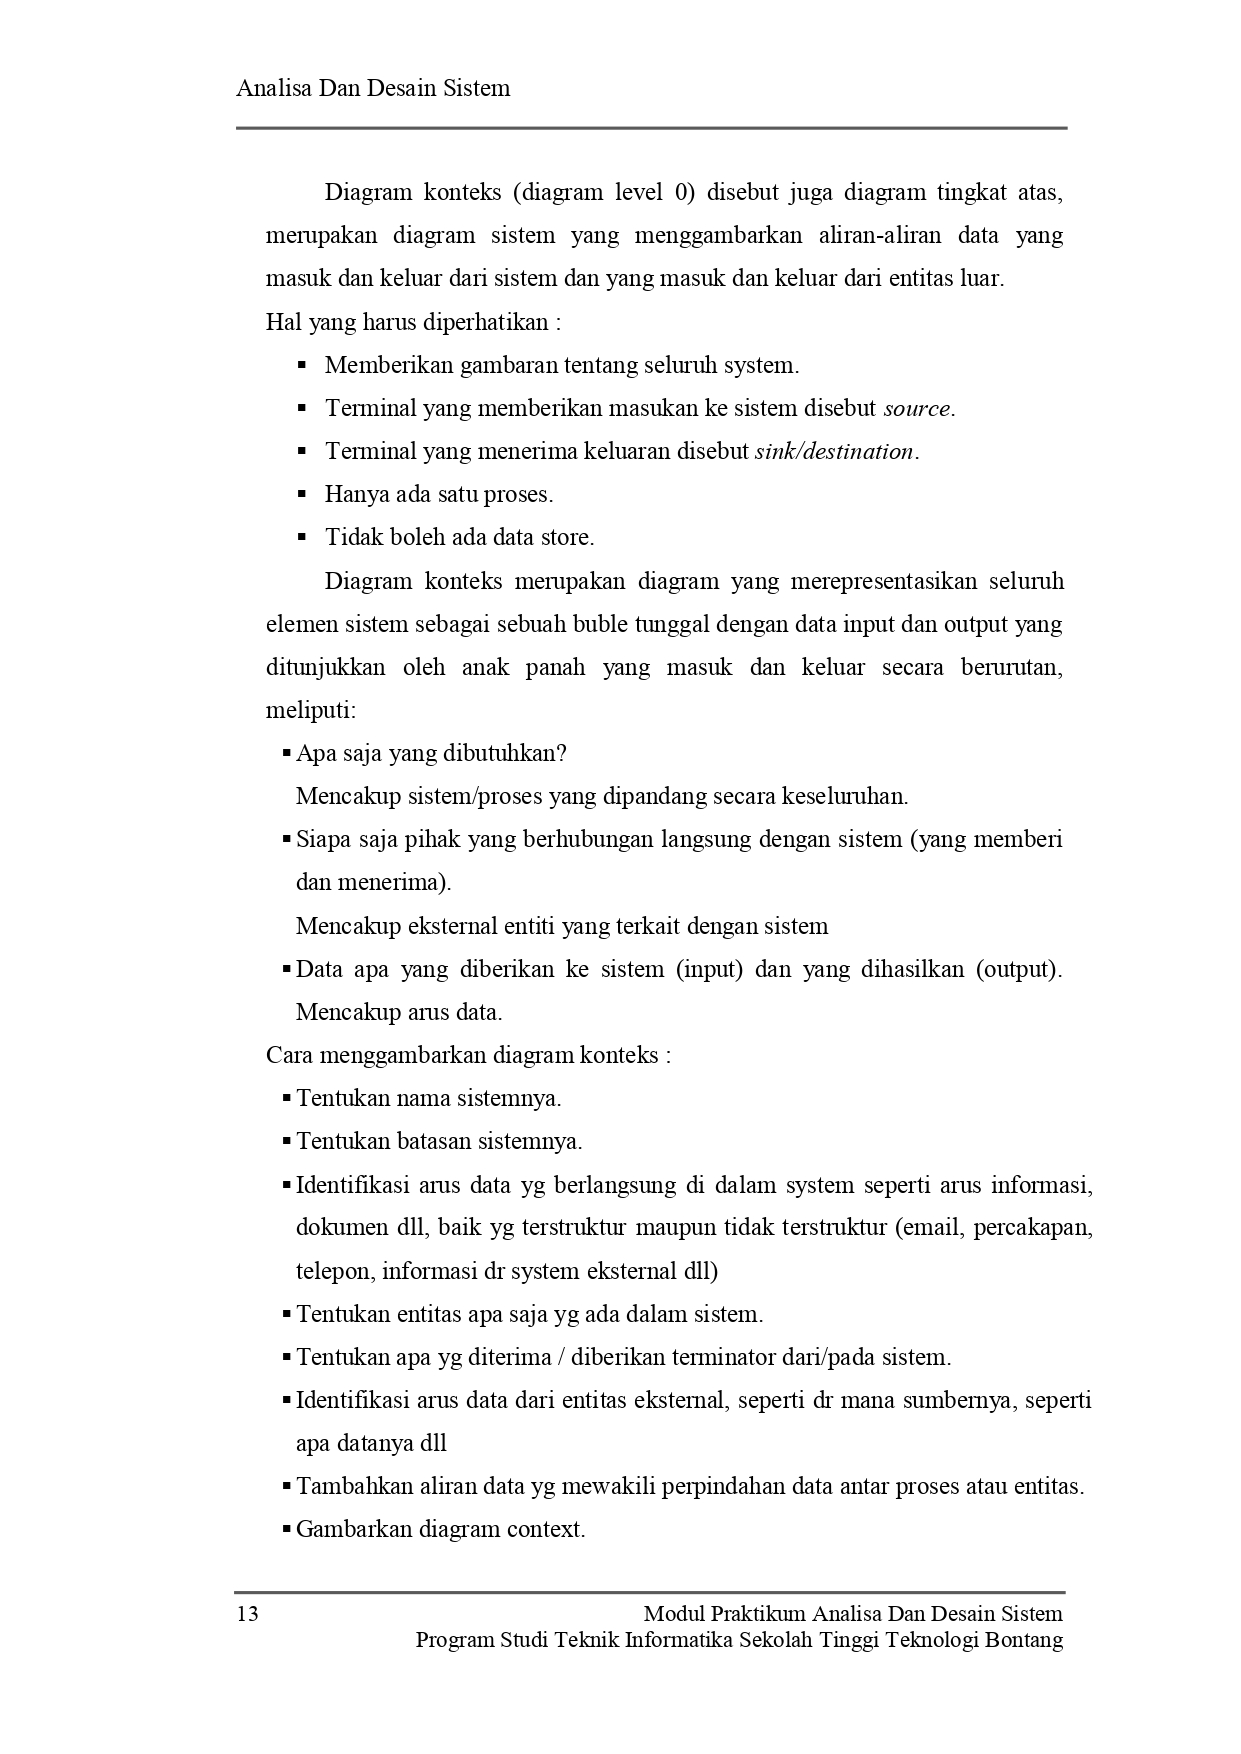 Analisa Dan Desain Sistem
Diagram konteks (diagram level 0) disebut juga diagram tingkat atas,
merupakan diagram sistem yang menggambarkan aliran-aliran data yang
masuk dan keluar dari sistem dan yang masuk dan keluar dari entitas luar.
Hal yang harus diperhatikan :
▪ Memberikan gambaran tentang seluruh system.
▪ Terminal yang memberikan masukan ke sistem disebut source.
▪ Terminal yang menerima keluaran disebut sink/destination.
▪ Hanya ada satu proses.
▪ Tidak boleh ada data store.
Diagram konteks merupakan diagram yang merepresentasikan seluruh
elemen sistem sebagai sebuah buble tunggal dengan data input dan output yang
ditunjukkan oleh anak panah yang masuk dan keluar secara berurutan,
meliputi:
▪ Apa saja yang dibutuhkan?
Mencakup sistem/proses yang dipandang secara keseluruhan.
▪ Siapa saja pihak yang berhubungan langsung dengan sistem (yang memberi
dan menerima).
Mencakup eksternal entiti yang terkait dengan sistem
▪ Data apa yang diberikan ke sistem (input) dan yang dihasilkan (output).
Mencakup arus data.
Cara menggambarkan diagram konteks :
▪ Tentukan nama sistemnya.
▪ Tentukan batasan sistemnya.
▪ Identifikasi arus data yg berlangsung di dalam system seperti arus informasi,
dokumen dll, baik yg terstruktur maupun tidak terstruktur (email, percakapan,
telepon, informasi dr system eksternal dll)
▪ Tentukan entitas apa saja yg ada dalam sistem.
▪ Tentukan apa yg diterima / diberikan terminator dari/pada sistem.
▪ Identifikasi arus data dari entitas eksternal, seperti dr mana sumbernya, seperti
apa datanya dll
▪ Tambahkan aliran data yg mewakili perpindahan data antar proses atau entitas.
▪ Gambarkan diagram context.
13 Modul Praktikum Analisa Dan Desain Sistem
Program Studi Teknik Informatika Sekolah Tinggi Teknologi Bontang